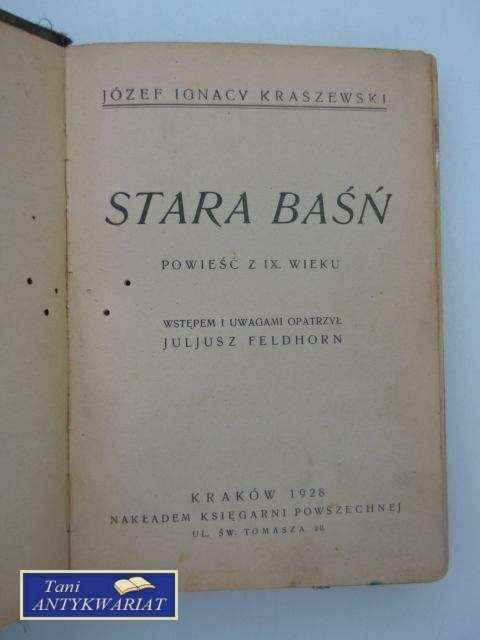 JÓZEF IGNACY KRASZEWSKI
STARA BAŚŃ
POWIEŚĆ Z IX. WIEKU
WSTĘPEM I UWAGAMI OPATRZYŁ
JULJUSZ FELDHORN
KRAKÓW 1928
NAKŁADEM KSIĘGARNI POWSZECHNEJ
UL. ŚW. TOMASZA 20.
Tani
ANTYKWARIAT